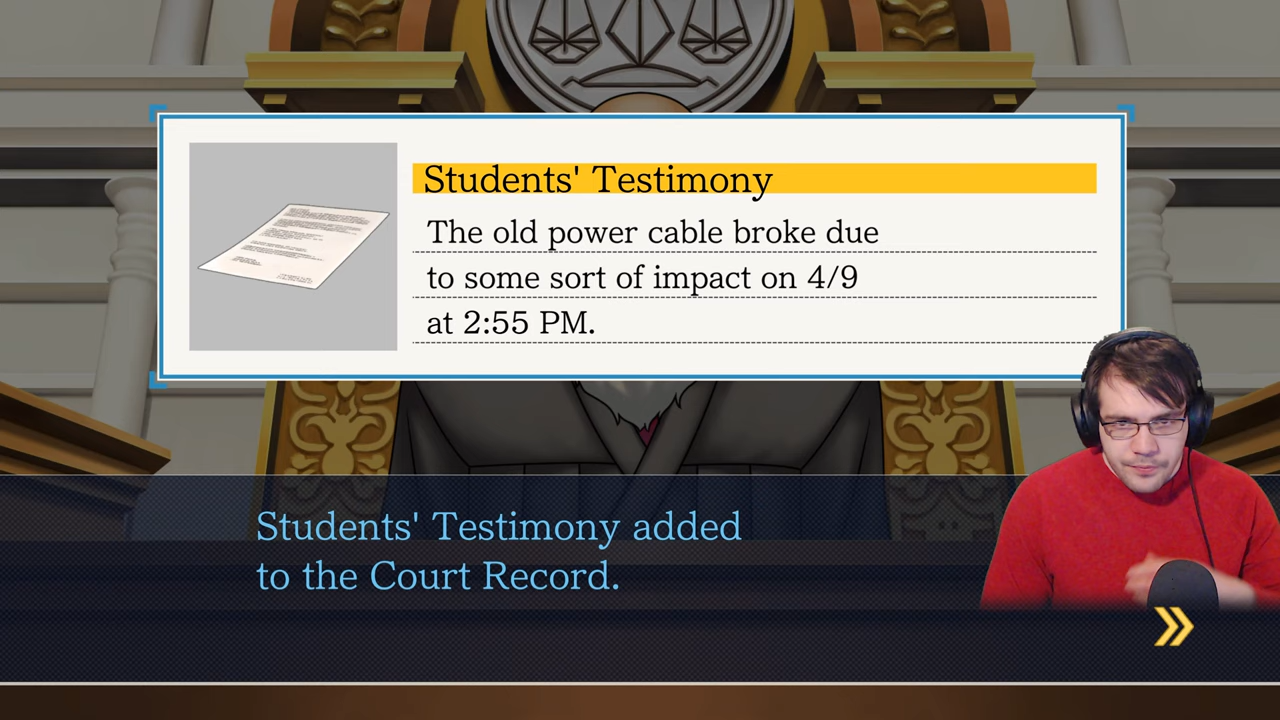 Students' Testimony
The old power cable broke due
to some sort of impact on 4/9
at 2:55 PM.
Students' Testimony added
to the Court Record.